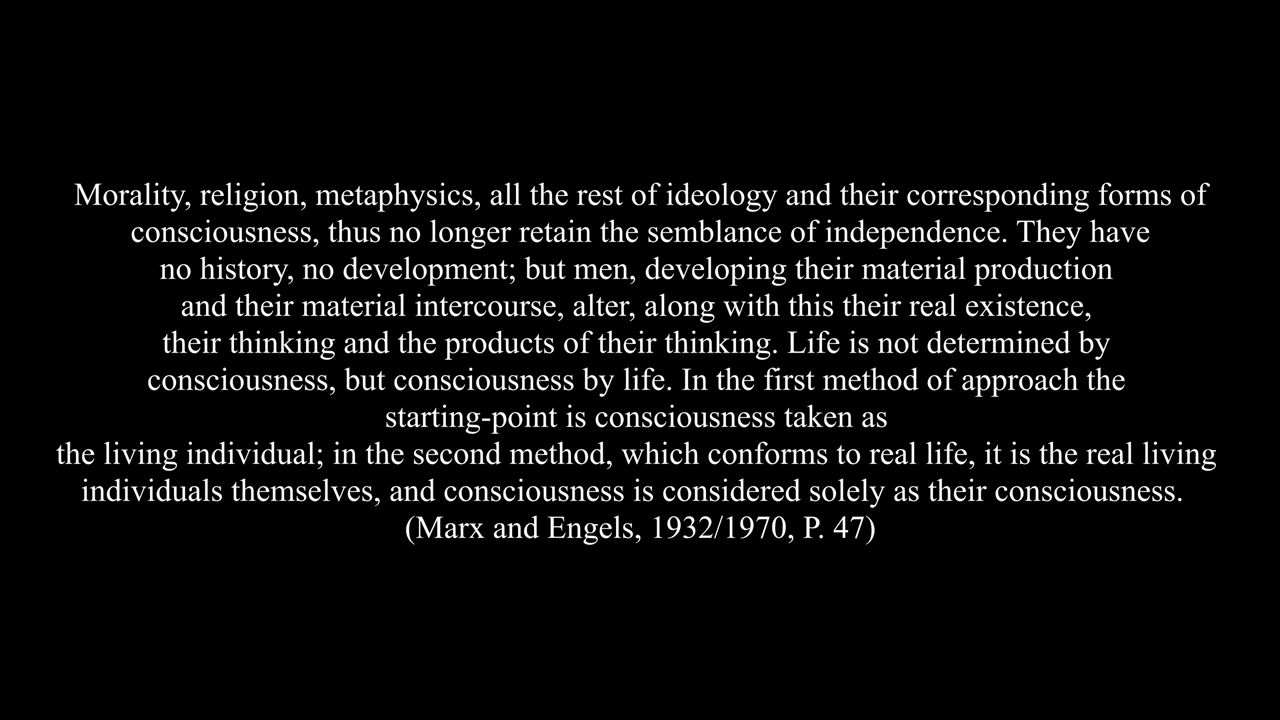 Morality, religion, metaphysics, all the rest of ideology and their corresponding forms of
consciousness, thus no longer retain the semblance of independence. They have
no history, no development; but men, developing their material production
and their material intercourse, alter, along with this their real existence,
their thinking and the products of their thinking. Life is not determined by
consciousness, but consciousness by life. In the first method of approach the
starting-point is consciousness taken as
the living individual; in the second method, which conforms to real life, it is the real living
individuals themselves, and consciousness is considered solely as their consciousness.
(Marx and Engels, 1932/1970, P. 47)